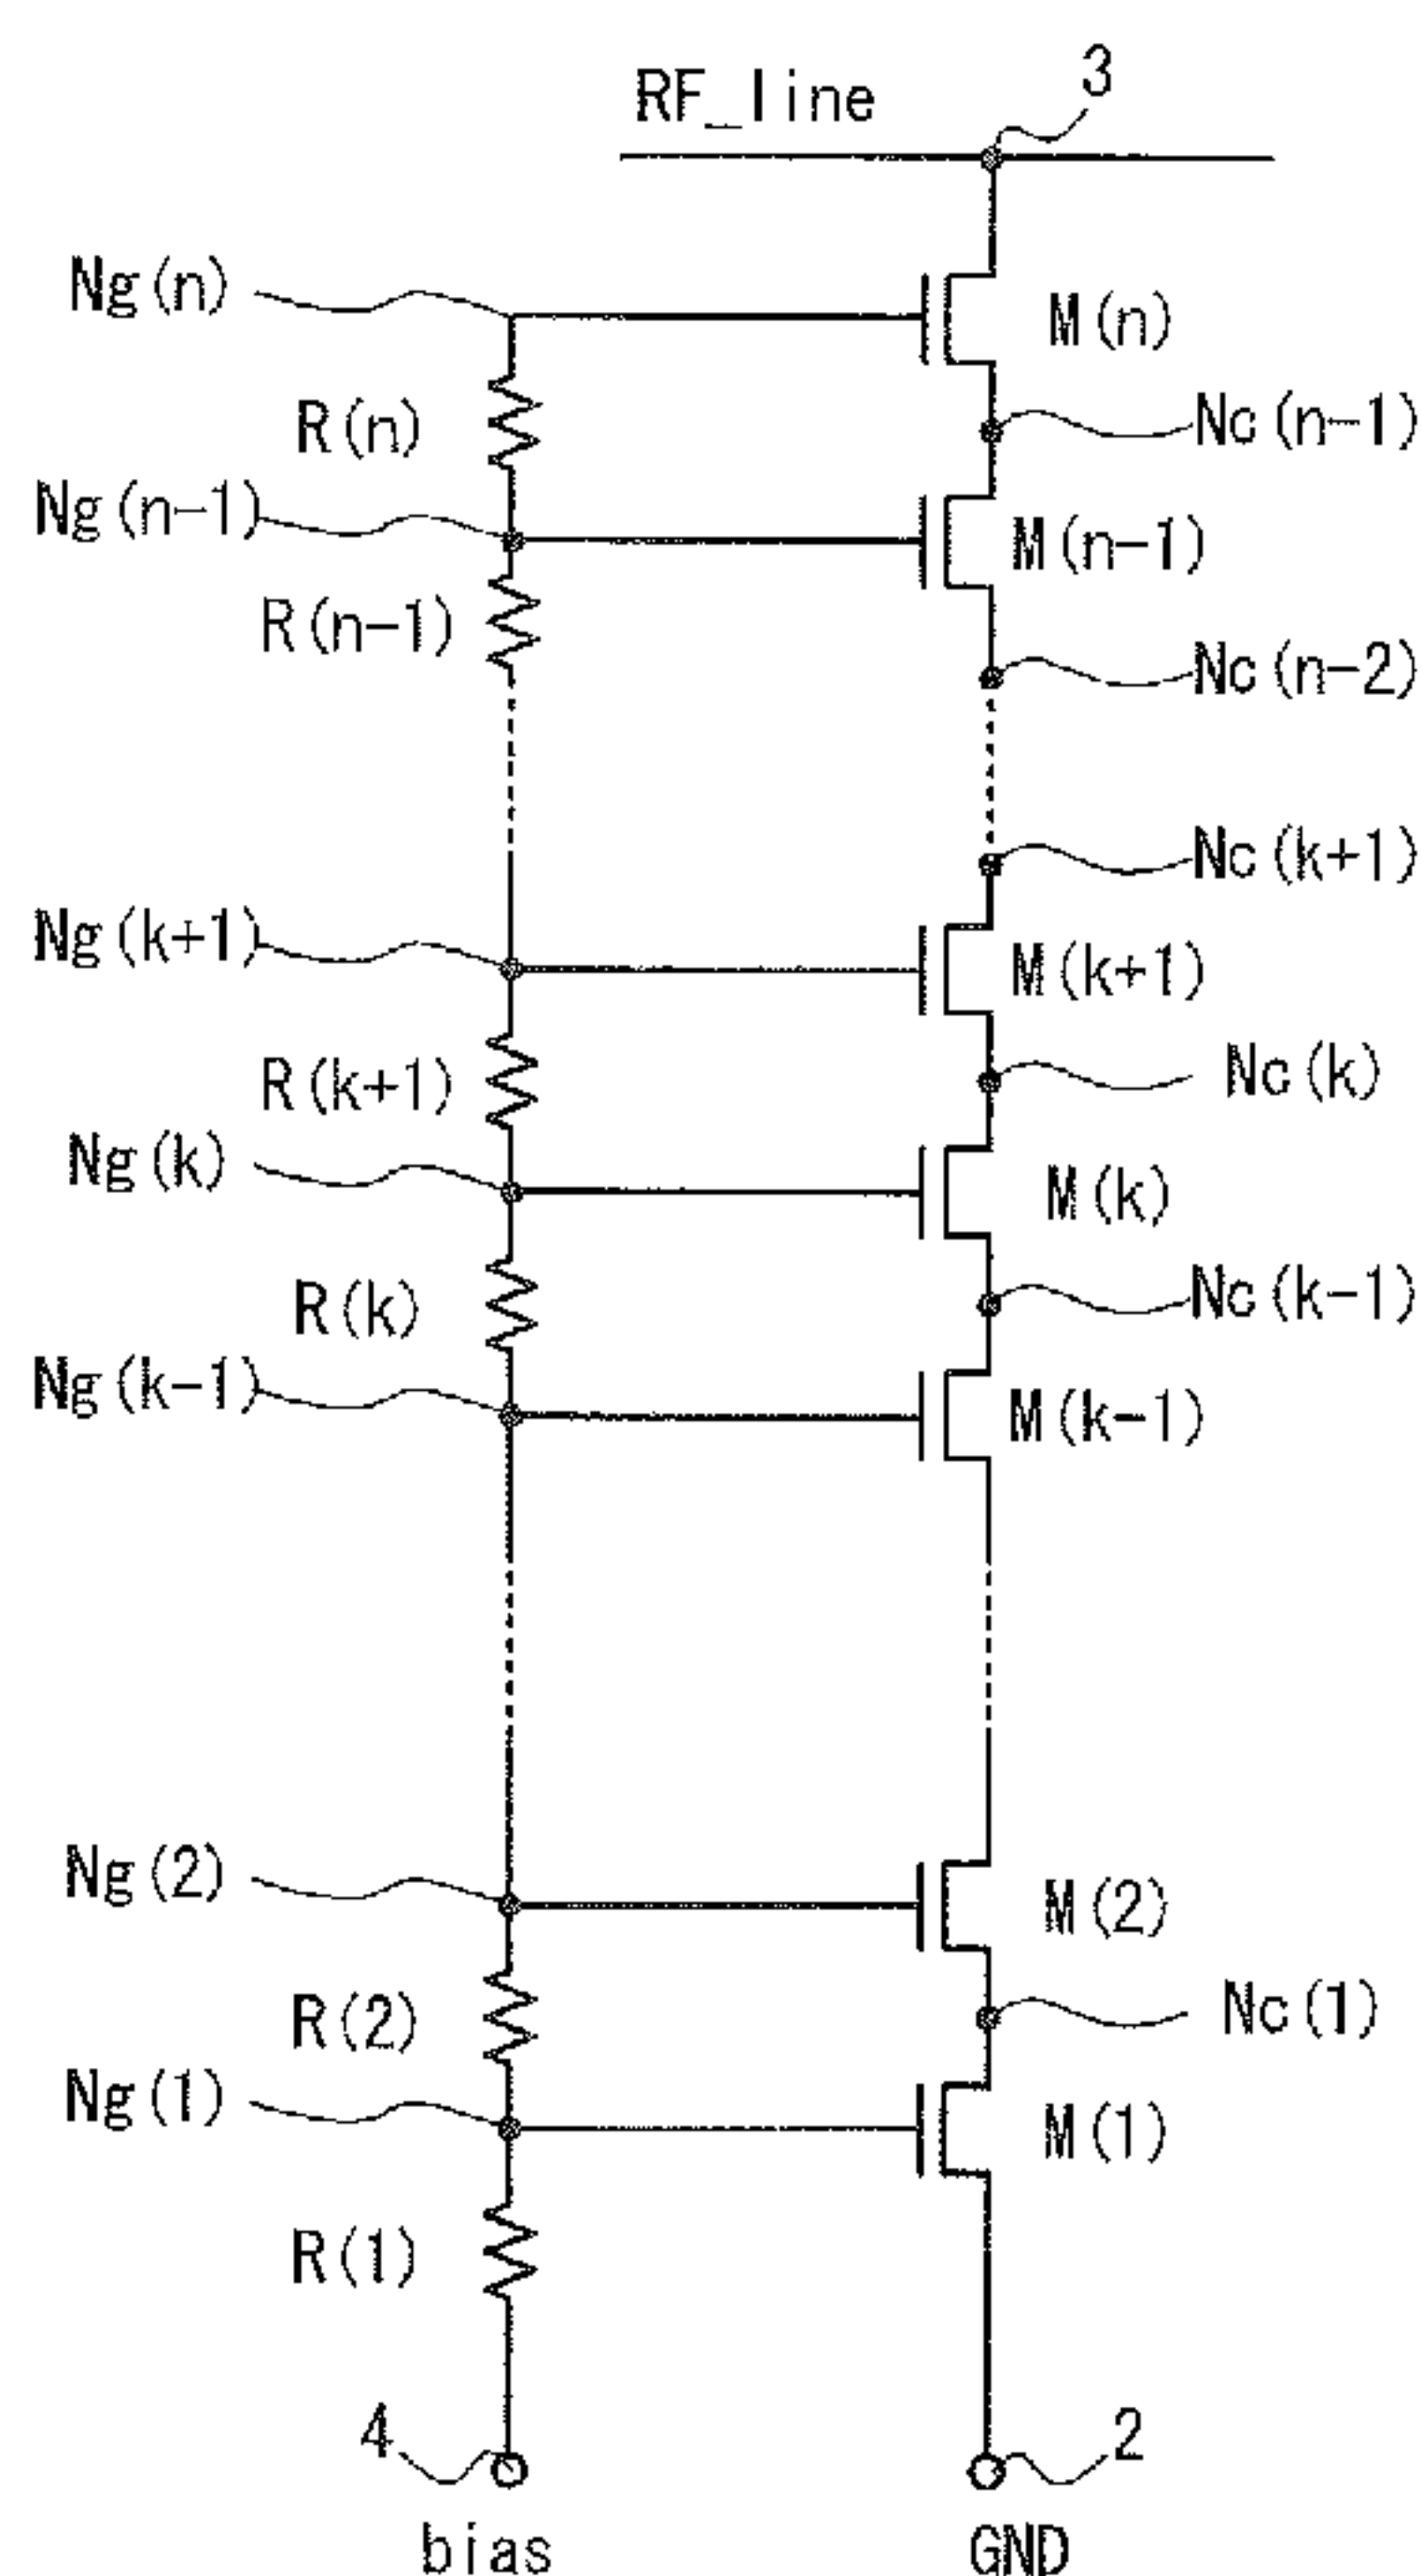 3
RF_line
Ng(n)
M(n)
R(n)
Nc(n-1)
Ng(n-1)
M(n-1)
R(n-1)
Nc(n-2)
Nc(k+1)
Ng(k+1)
M(k+1)
R(k+1)
Nc(k)
Ng(k)
M(k)
R(k)
Nc(k-1)
Ng(k-1)
M(k-1)
Ng(2)
M(2)
R(2)
Nc(1)
Ng(1)
M(1)
R(1)
4
2
bias
GND